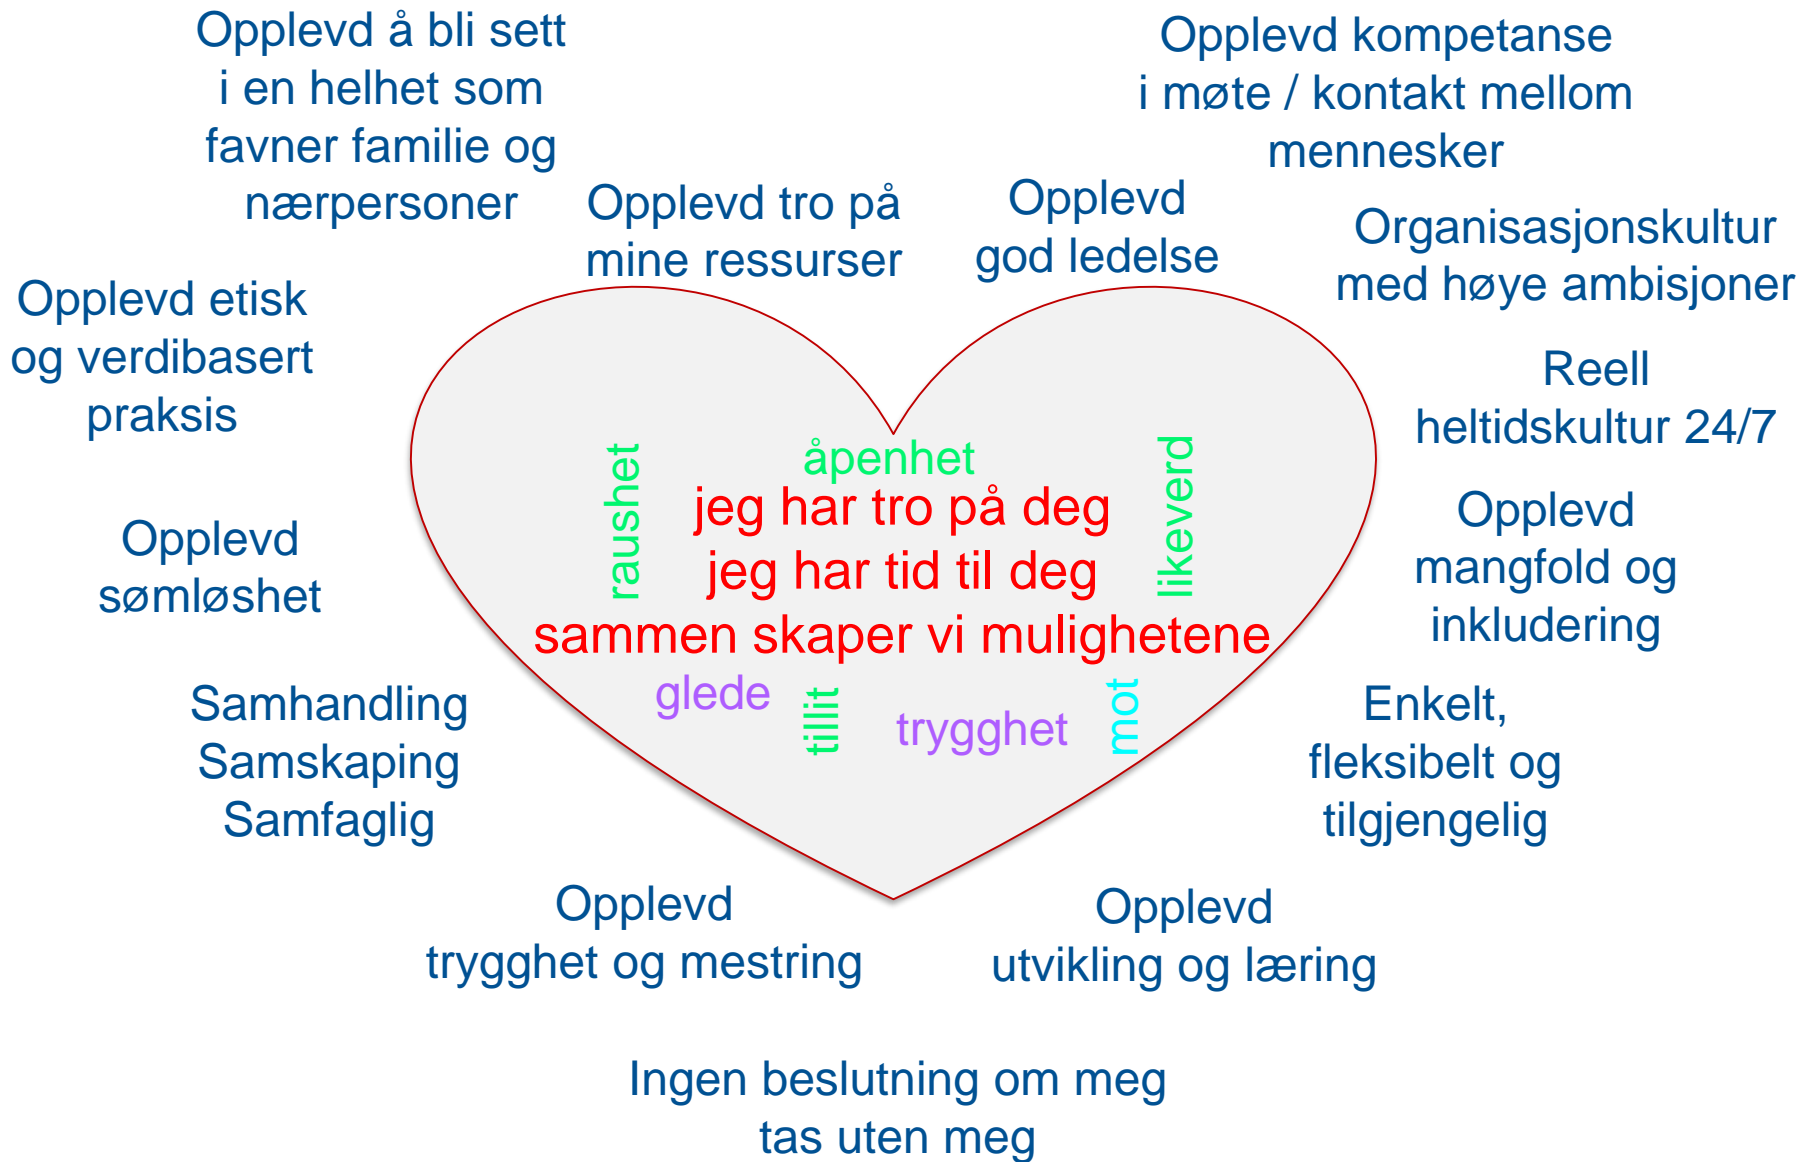 Opplevd å bli sett
i en helhet som
favner familie og
nærpersoner
Opplevd tro på
mine ressurser
Opplevd
god ledelse
Opplevd kompetanse
i møte / kontakt mellom
mennesker
Organisasjonskultur
med høye ambisjoner
Opplevd etisk
og verdibasert
praksis
Reell
heltidskultur 24/7
raushet
åpenhet
likeverd
jeg har tro på deg
jeg har tid til deg
sammen skaper vi mulighetene
glede
tillit
trygghet
mot
Opplevd
sømløshet
Opplevd
mangfold og
inkludering
Samhandling
Samskaping
Samfaglig
Enkelt,
fleksibelt og
tilgjengelig
Opplevd
trygghet og mestring
Opplevd
utvikling og læring
Ingen beslutning om meg
tas uten meg